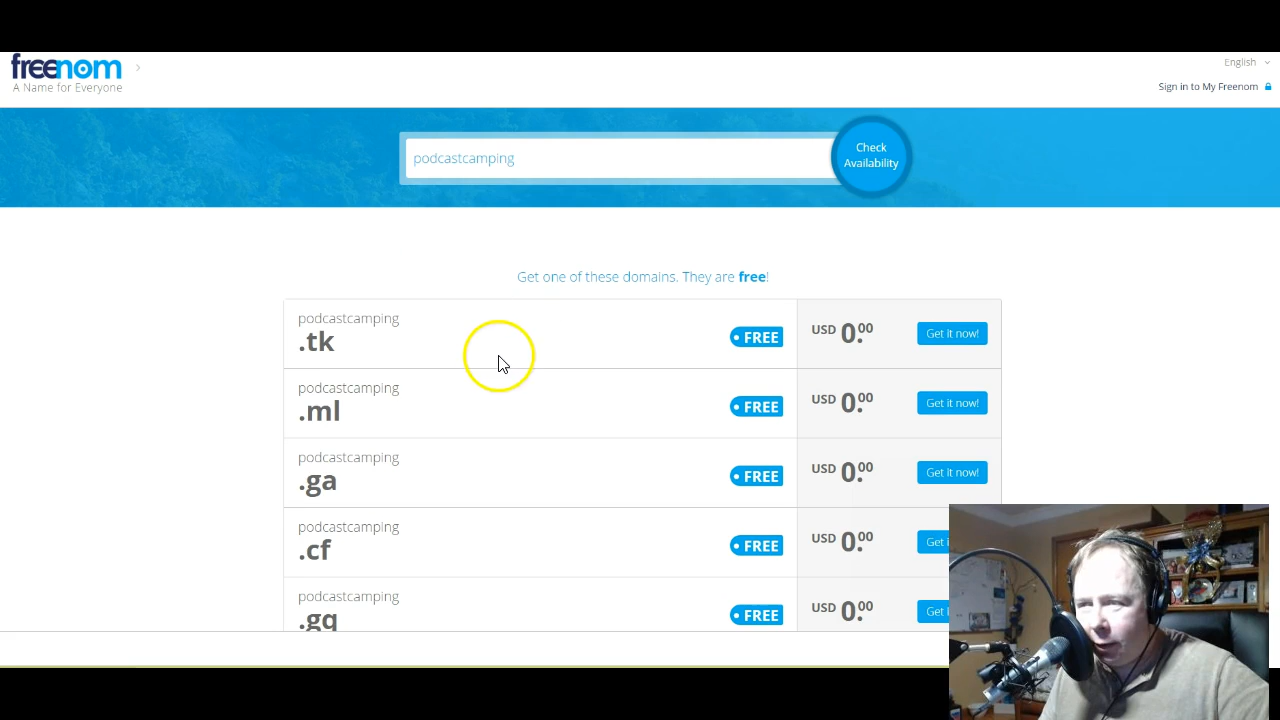 freenom
A Name for Everyone
English
Sign in to My Freenom
podcastcamping
Check
Availability
Get one of these domains. They are free!
podcastcamping
.tk
FREE
USD 0.00
Get it now!
podcastcamping
.ml
FREE
USD 0.00
Get it now!
podcastcamping
.ga
FREE
USD 0.00
Get it now!
podcastcamping
.cf
FREE
USD 0.00
Get i
podcastcamping
.gq
FREE
USD 0.00
Get i